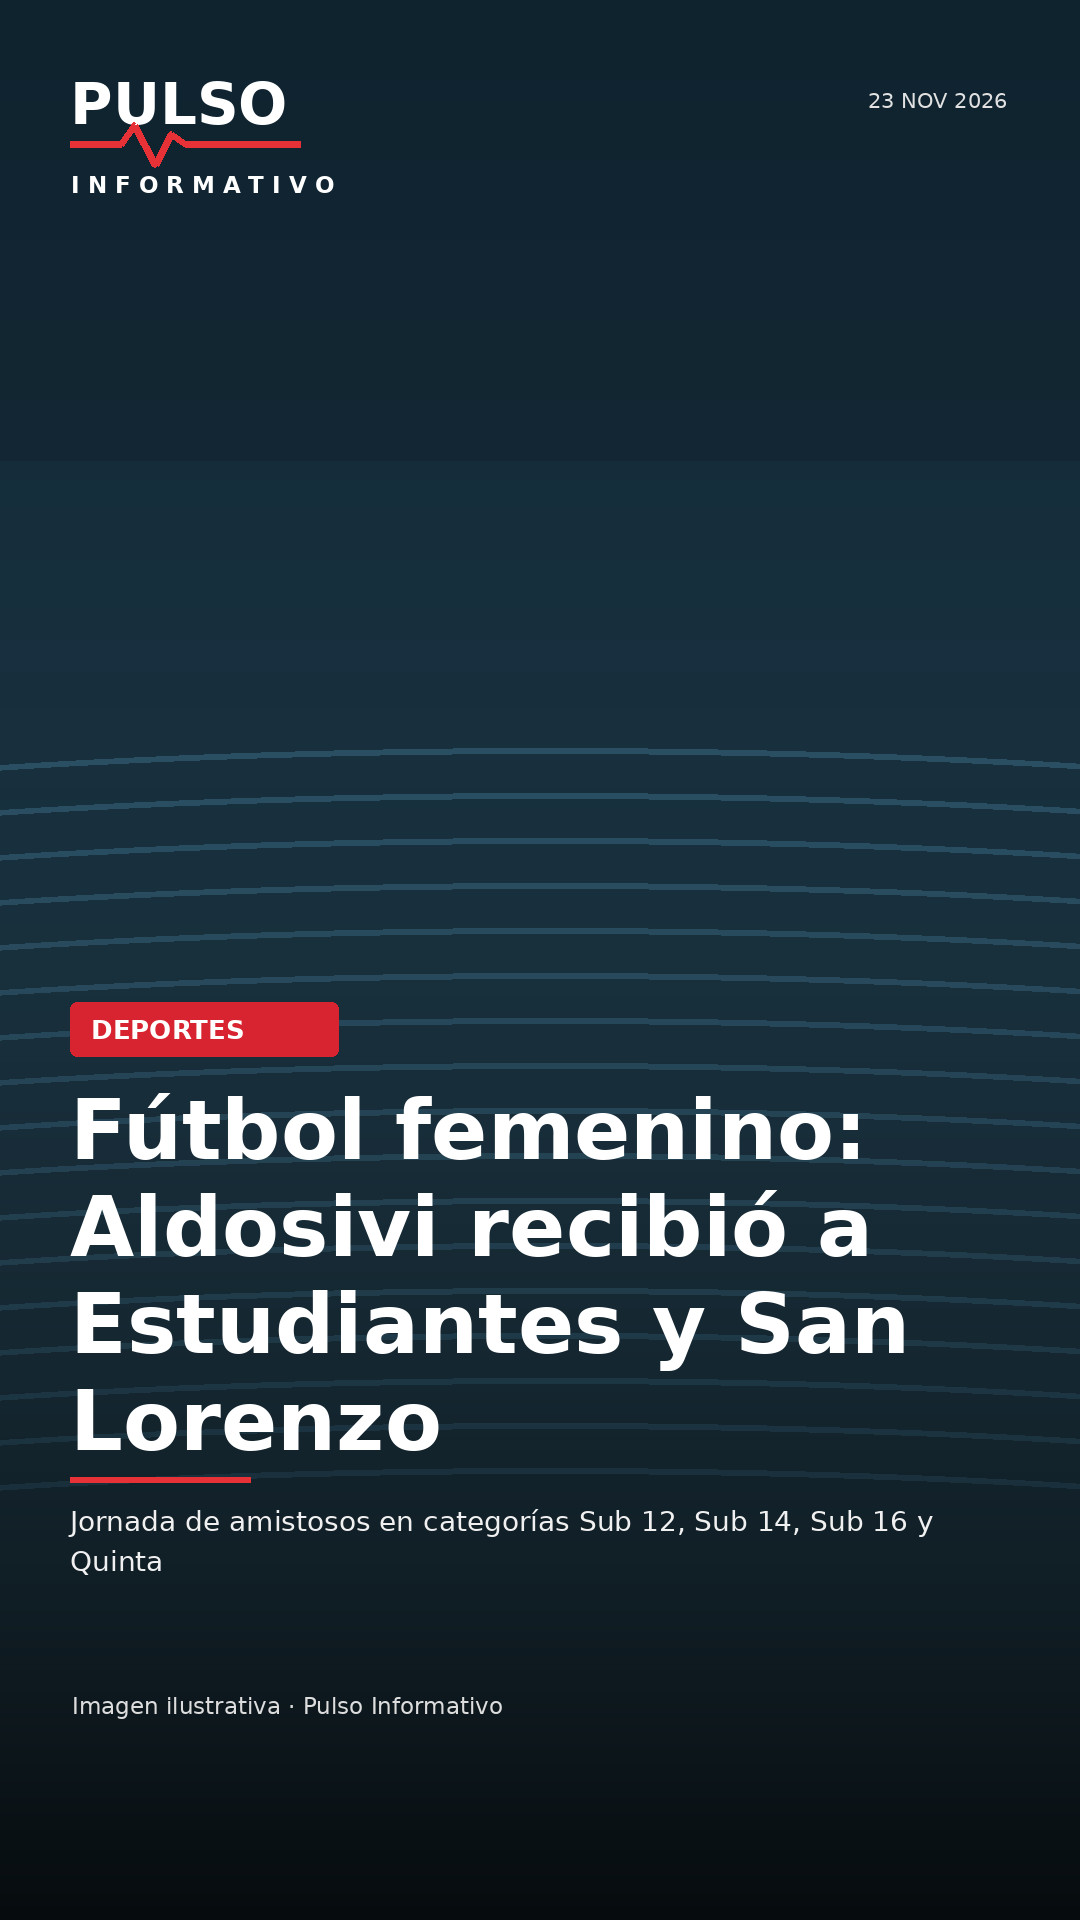 PULSO
INFORMATIVO
23 NOV 2026
DEPORTES
Fútbol femenino:
Aldosivi recibió a
Estudiantes y San
Lorenzo
Jornada de amistosos en categorías Sub 12, Sub 14, Sub 16 y
Quinta
Imagen ilustrativa · Pulso Informativo